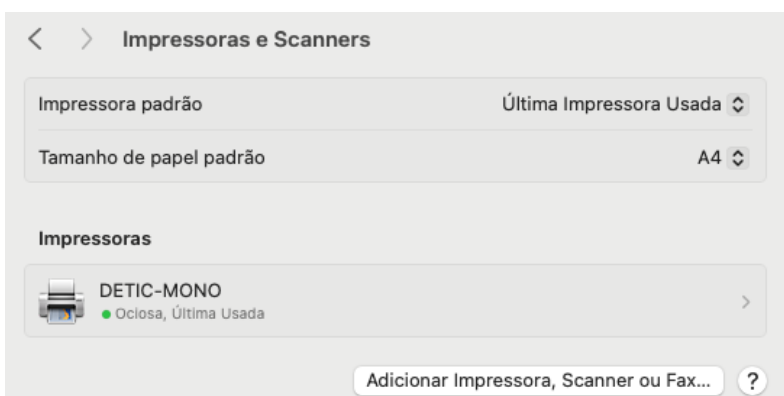 Impressoras e Scanners
Impressora padrão Última Impressora Usada
Tamanho de papel padrão A4
Impressoras
DETIC-MONO
Ociosa, Última Usada
Adicionar Impressora, Scanner ou Fax... ?